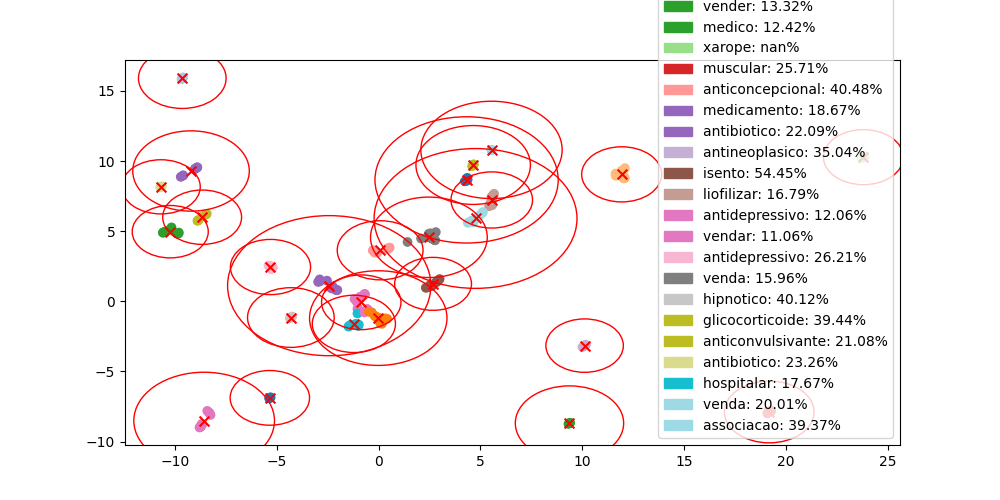 vender: 13.32%
medico: 12.42%
xarope: nan%
muscular: 25.71%
anticoncepcional: 40.48%
medicamento: 18.67%
antibiotico: 22.09%
antineoplasico: 35.04%
isento: 54.45%
liofilizar: 16.79%
antidepressivo: 12.06%
vendar: 11.06%
antidepressivo: 26.21%
venda: 15.96%
hipnotico: 40.12%
glicocorticoide: 39.44%
anticonvulsivante: 21.08%
antibiotico: 23.26%
hospitalar: 17.67%
venda: 20.01%
associacao: 39.37%
15
10
5
0
−5
−10
−10 −5 0 5 10 15 20 25